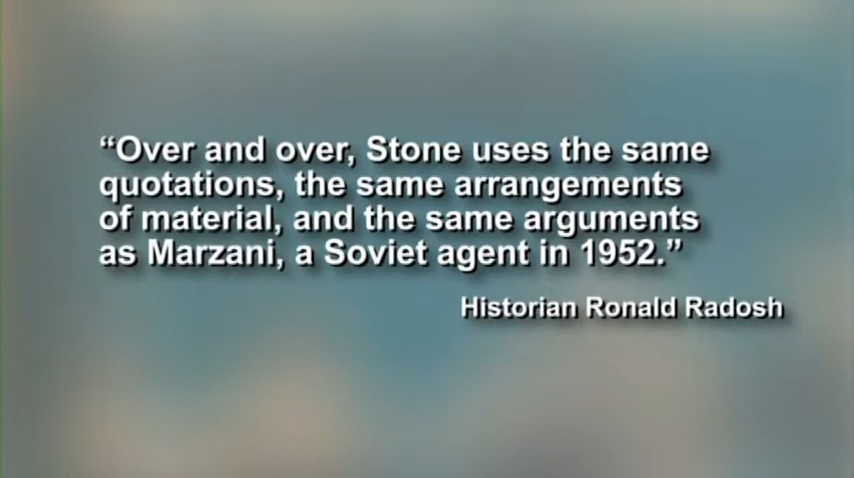 “Over and over, Stone uses the same
quotations, the same arrangements
of material, and the same arguments
as Marzani, a Soviet agent in 1952.”
Historian Ronald Radosh